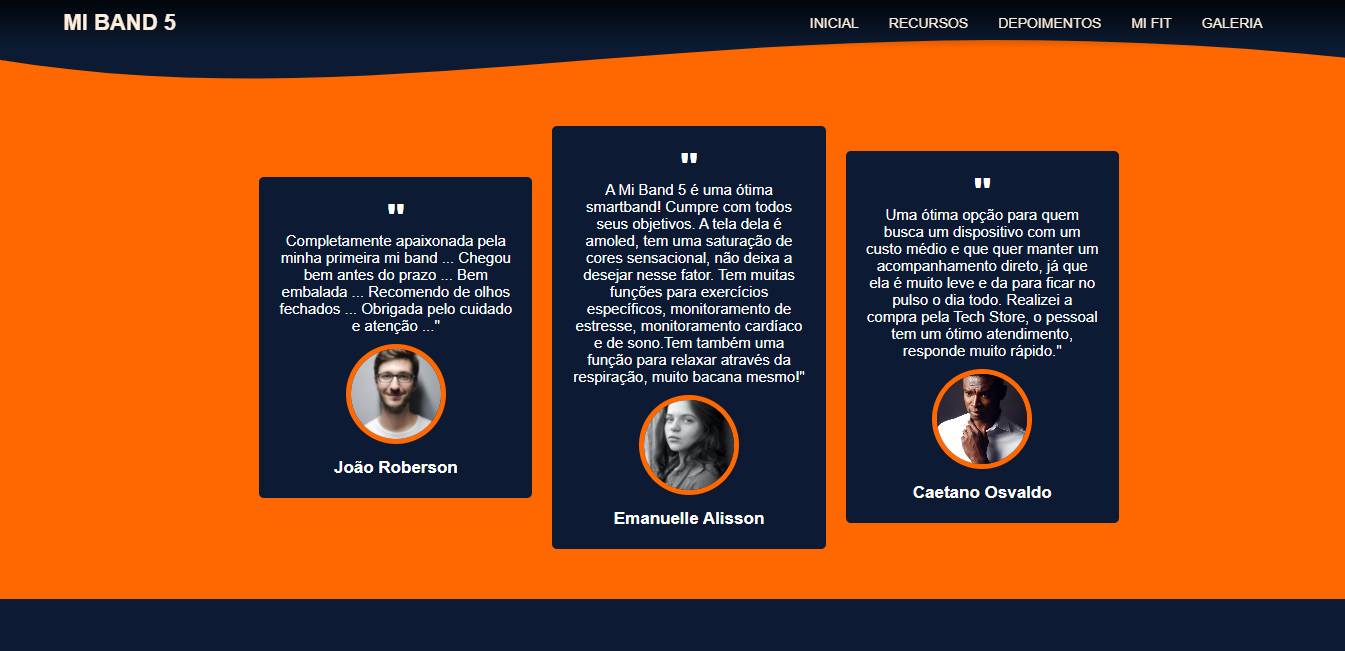 MI BAND 5
INICIAL
RECURSOS
DEPOIMENTOS
MI FIT
GALERIA
"
Completamente apaixonada pela
minha primeira mi band ... Chegou
bem antes do prazo ... Bem
embalada ... Recomendo de olhos
fechados ... Obrigada pelo cuidado
e atenção ..."
João Roberson
"
A Mi Band 5 é uma ótima
smartband! Cumpre com todos
seus objetivos. A tela dela é
amoled, tem uma saturação de
cores sensacional, não deixa a
desejar nesse fator. Tem muitas
funções para exercícios
específicos, monitoramento de
estresse, monitoramento cardíaco
e de sono.Tem também uma
função para relaxar através da
respiração, muito bacana mesmo!"
Emanuelle Alisson
"
Uma ótima opção para quem
busca um dispositivo com um
custo médio e que quer manter um
acompanhamento direto, já que
ela é muito leve e da para ficar no
pulso o dia todo. Realizei a
compra pela Tech Store, o pessoal
tem um ótimo atendimento,
responde muito rápido."
Caetano Osvaldo